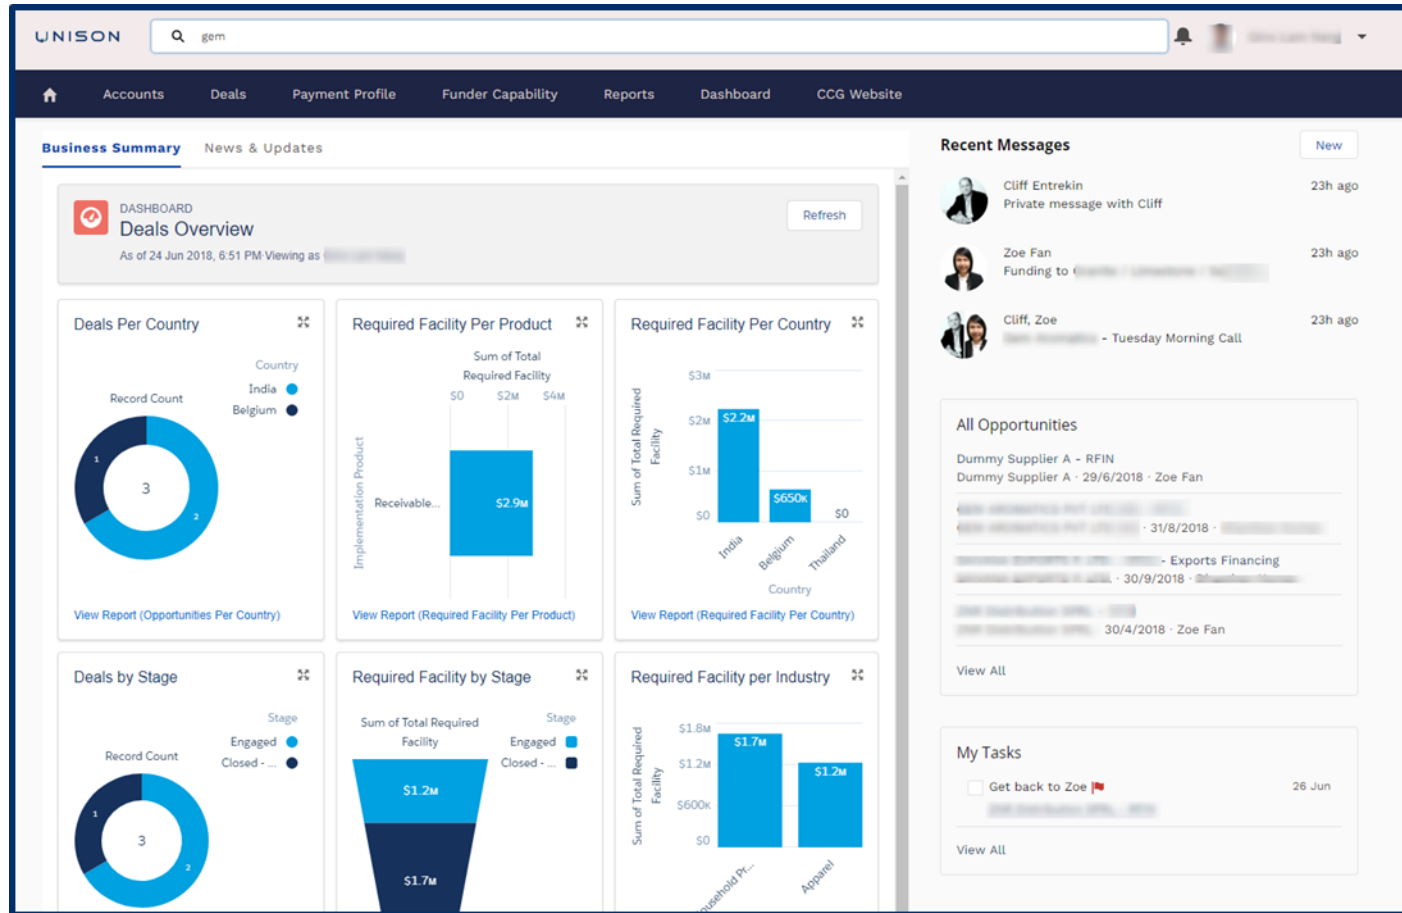 UNISON
gem
Accounts Deals Payment Profile Funder Capability Reports Dashboard CCG Website
Business Summary News & Updates
DASHBOARD
Deals Overview
As of 24 Jun 2018, 6:51 PM·Viewing as
Refresh
Deals Per Country
Country
India
Belgium
Record Count
1
3
2
View Report (Opportunities Per Country)
Required Facility Per Product
Sum of Total
Required Facility
$0 $2M $4M
Implementation Product
Receivable...
$2.9M
View Report (Required Facility Per Product)
Required Facility Per Country
Sum of Total Required
Facility
$3M
$2M
$1M
$0
$2.2M
$650K
$0
India
Belgium
Thailand
Country
View Report (Required Facility Per Country)
Deals by Stage
Stage
Engaged
Closed - ...
Record Count
1
3
2
Required Facility by Stage
Sum of Total Required
Facility
Stage
Engaged
Closed - ...
$1.2M
$1.7M
Required Facility per Industry
Sum of Total Required
Facility
$1.8M
$1.2M
$600K
$0
$1.7M
$1.2M
Apparel
Recent Messages
New
Cliff Entrekin 23h ago
Private message with Cliff
Zoe Fan 23h ago
Funding to
Cliff, Zoe 23h ago
- Tuesday Morning Call
All Opportunities
Dummy Supplier A - RFIN
Dummy Supplier A · 29/6/2018 · Zoe Fan
· 31/8/2018 ·
- Exports Financing
· 30/9/2018 ·
30/4/2018 · Zoe Fan
View All
My Tasks
Get back to Zoe 26 Jun
View All